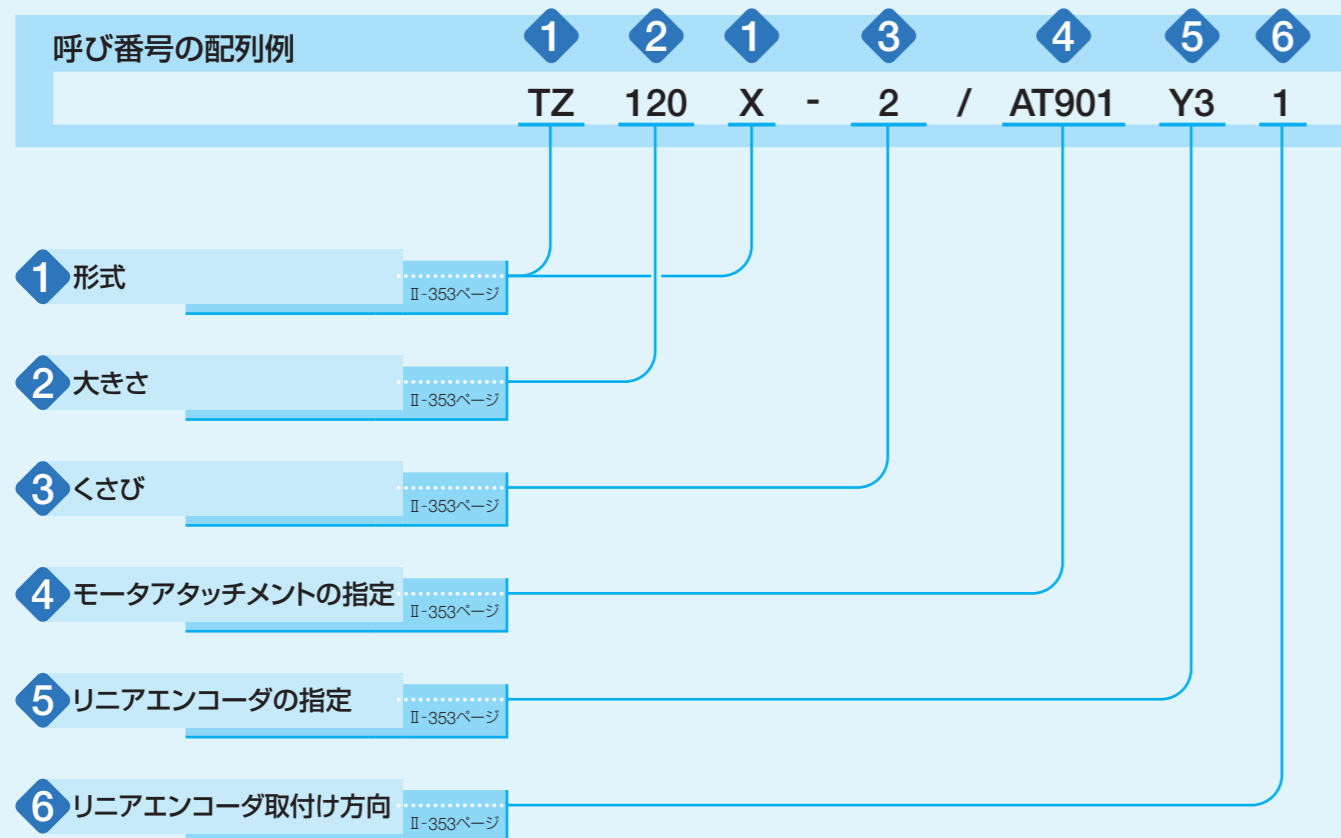 呼び番号の配列例
1 2 1 3 4 5 6
TZ 120 X - 2 / AT901 Y3 1
1 形式
Ⅱ-353ページ
2 大きさ
Ⅱ-353ページ
3 くさび
Ⅱ-353ページ
4 モータアタッチメントの指定
Ⅱ-353ページ
5 リニアエンコーダの指定
Ⅱ-353ページ
6 リニアエンコーダ取付け方向
Ⅱ-353ページ